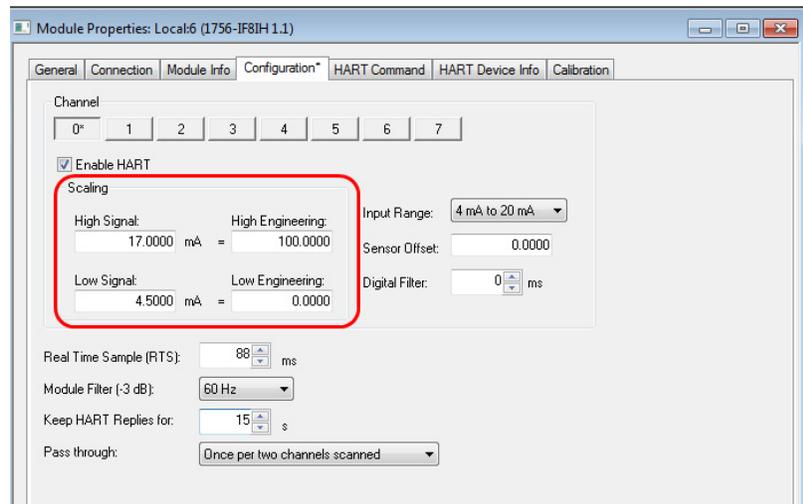 Module Properties: Local:6 (1756-IF8IH 1.1)
General Connection Module Info Configuration* HART Command HART Device Info Calibration
Channel
0* 1 2 3 4 5 6 7
Enable HART
Scaling
High Signal: High Engineering: Input Range: 4 mA to 20 mA
17.0000 mA = 100.0000 Sensor Offset: 0.0000
Low Signal: Low Engineering: Digital Filter: 0 ms
4.5000 mA = 0.0000
Real Time Sample (RTS): 88 ms
Module Filter (-3 dB): 60 Hz
Keep HART Replies for: 15 s
Pass through: Once per two channels scanned